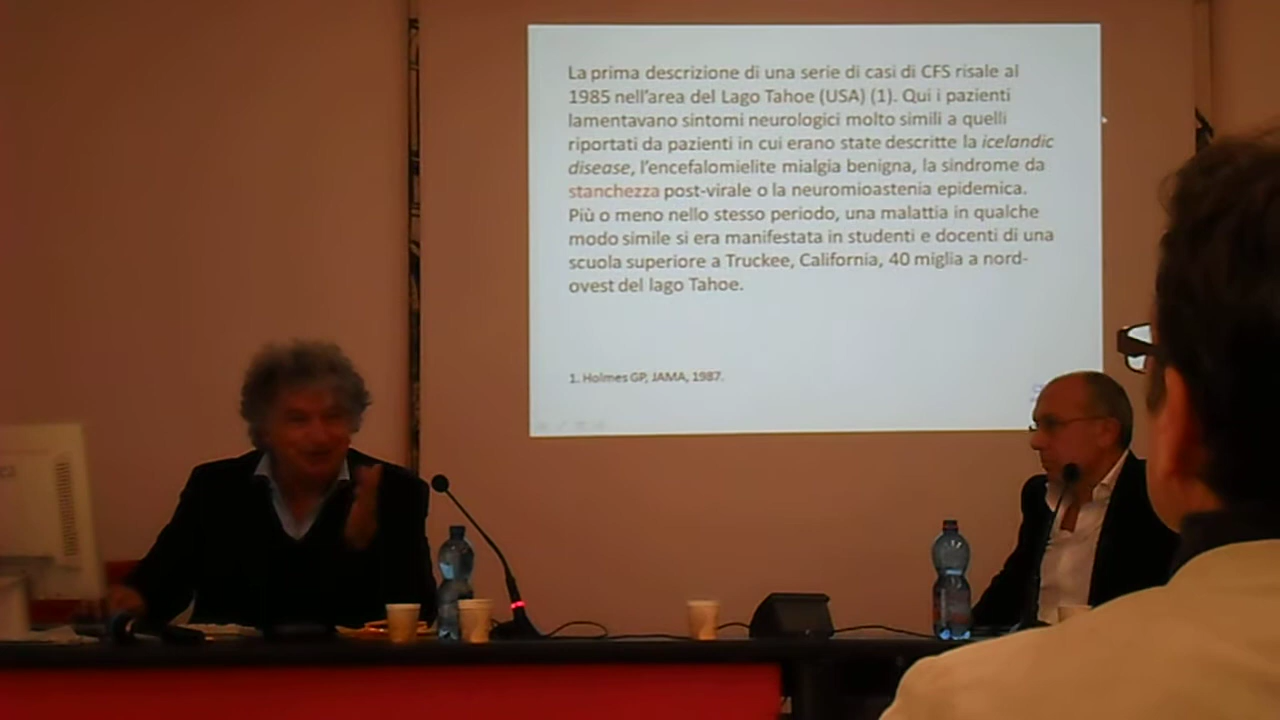 La prima descrizione di una serie di casi di CFS risale al
1985 nell'area del Lago Tahoe (USA) (1). Qui i pazienti
lamentavano sintomi neurologici molto simili a quelli
riportati da pazienti in cui erano state descritte la icelandic
disease, l'encefalomielite mialgia benigna, la sindrome da
stanchezza post-virale o la neuromioastenia epidemica.
Più o meno nello stesso periodo, una malattia in qualche
modo simile si era manifestata in studenti e docenti di una
scuola superiore a Truckee, California, 40 miglia a nord-
ovest del lago Tahoe.
1. Holmes GP, JAMA, 1987.